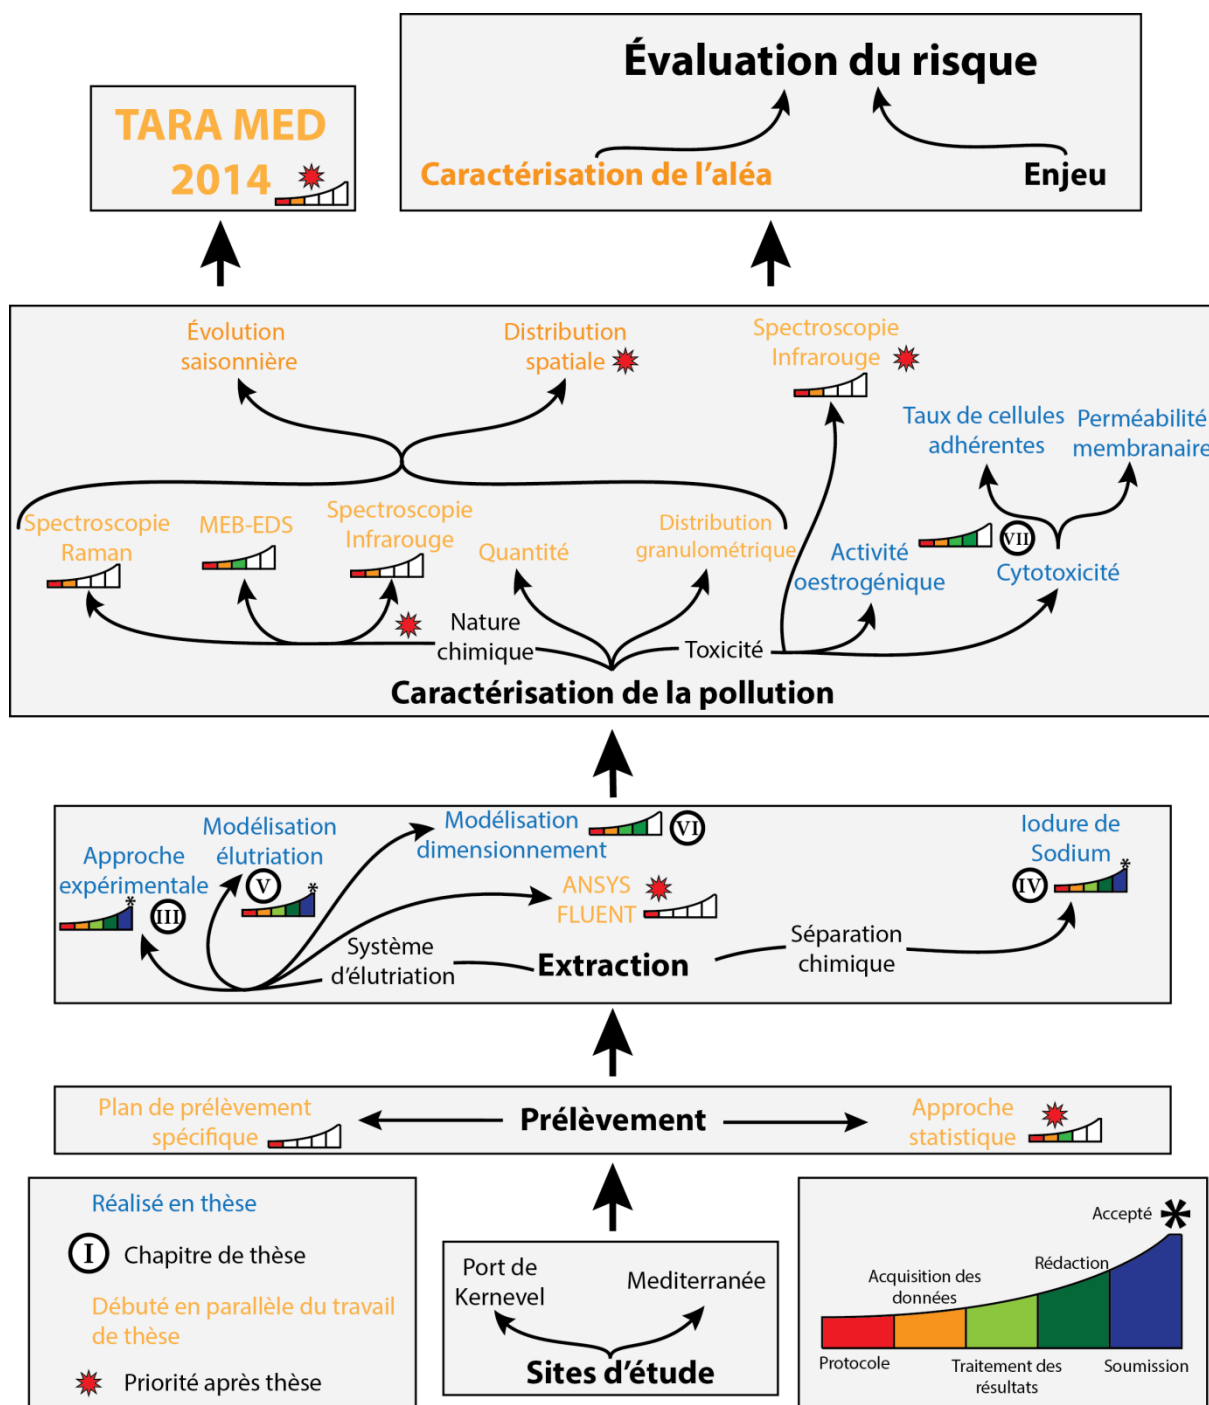 Évaluation du risque
Caractérisation de l'aléa
Enjeu
TARA MED
2014
Évolution
saisonnière
Distribution
spatiale
Spectroscopie
Infrarouge
Taux de cellules
adhérentes
Perméabilité
membranaire
Spectroscopie
Raman
MEB-EDS
Spectroscopie
Infrarouge
Quantité
Distribution
granulométrique
Activité
oestrogénique
VII
Cytotoxicité
Nature
chimique
Toxicité
Caractérisation de la pollution
Approche
expérimentale
*
III
Modélisation
élutriation
V
*
Modélisation
dimensionnement
VI
ANSYS
FLUENT
Iodure de
Sodium
IV
*
Système
d'élutriation
Extraction
Séparation
chimique
Plan de prélèvement
spécifique
Prélèvement
Approche
statistique
Réalisé en thèse
I Chapitre de thèse
Débuté en parallèle du travail
de thèse
Priorité après thèse
Port de
Kernevel
Mediterranée
Sites d'étude
Accepté *
Rédaction
Acquisition des
données
Protocole
Traitement des
résultats
Soumission